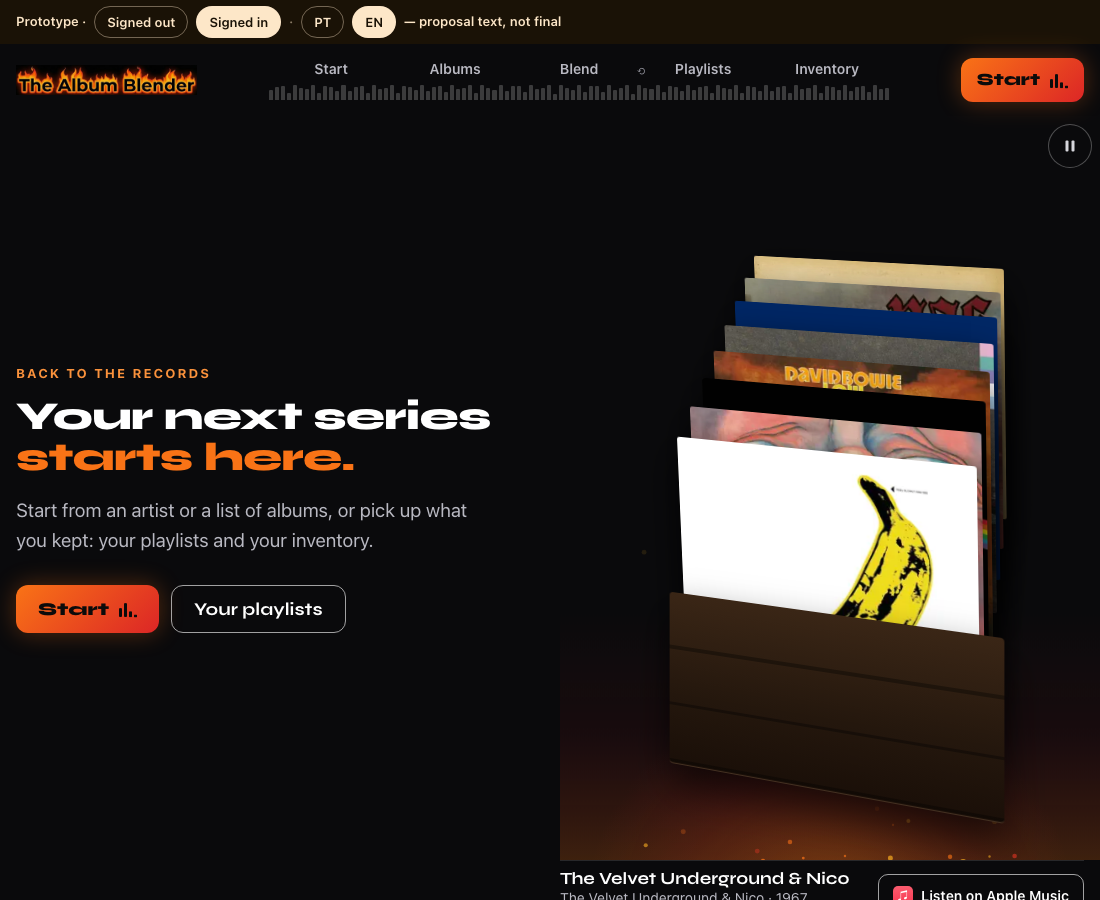 Prototype · Signed out Signed in · PT EN — proposal text, not final
The Album Blender Start Albums Blend Playlists Inventory Start
DAVID BOWIE
LOW
BACK TO THE RECORDS
Your next series
starts here.
Start from an artist or a list of albums, or pick up what
you kept: your playlists and your inventory.
Start Your playlists
The Velvet Underground & Nico
The Velvet Underground & Nico · 1967
Listen on Apple Music